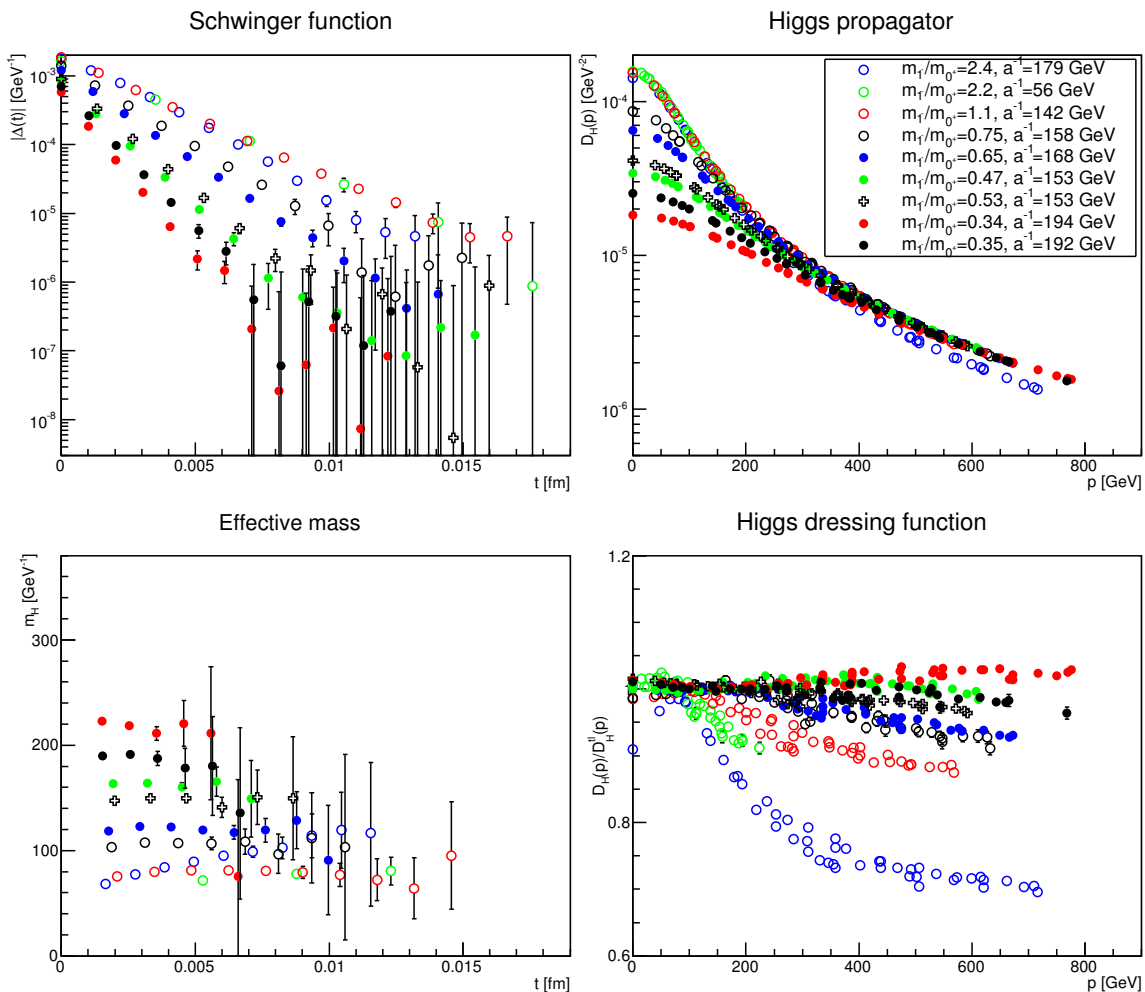 Schwinger function
Higgs propagator
|Δ(t)| [GeV⁻¹]
10⁻³
10⁻⁴
10⁻⁵
10⁻⁶
10⁻⁷
10⁻⁸
0
0.005
0.01
0.015
t [fm]
D_H(p) [GeV⁻²]
10⁻⁴
10⁻⁵
10⁻⁶
0
200
400
600
800
p [GeV]
m₁⁻/m₀⁺=2.4, a⁻¹=179 GeV
m₁⁻/m₀⁺=2.2, a⁻¹=56 GeV
m₁⁻/m₀⁺=1.1, a⁻¹=142 GeV
m₁⁻/m₀⁺=0.75, a⁻¹=158 GeV
m₁⁻/m₀⁺=0.65, a⁻¹=168 GeV
m₁⁻/m₀⁺=0.47, a⁻¹=153 GeV
m₁⁻/m₀⁺=0.53, a⁻¹=153 GeV
m₁⁻/m₀⁺=0.34, a⁻¹=194 GeV
m₁⁻/m₀⁺=0.35, a⁻¹=192 GeV
Effective mass
Higgs dressing function
m_H [GeV⁻¹]
300
200
100
0
0
0.005
0.01
0.015
t [fm]
D_H(p)/D_H^tl(p)
1.2
1
0.8
0.6
0
200
400
600
800
p [GeV]